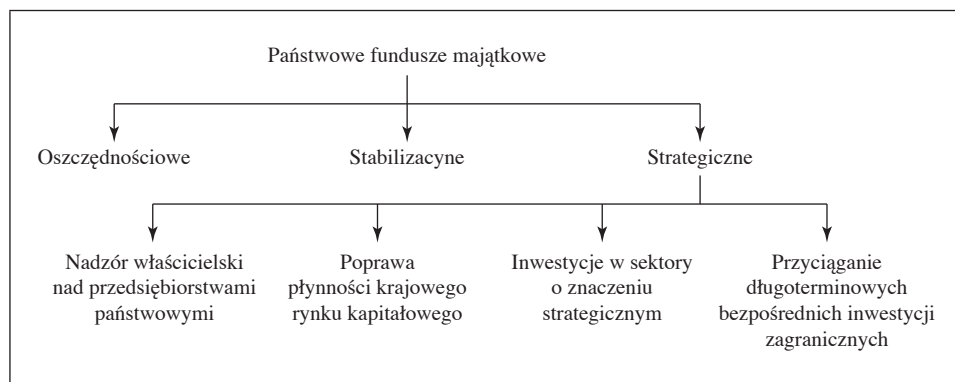 Państwowe fundusze majątkowe
Oszczędnościowe
Stabilizacyne
Strategiczne
Nadzór właścicielski
nad przedsiębiorstwami
państwowymi
Poprawa
płynności krajowego
rynku kapitałowego
Inwestycje w sektory
o znaczeniu
strategicznym
Przyciąganie
długoterminowych
bezpośrednich inwestycji
zagranicznych